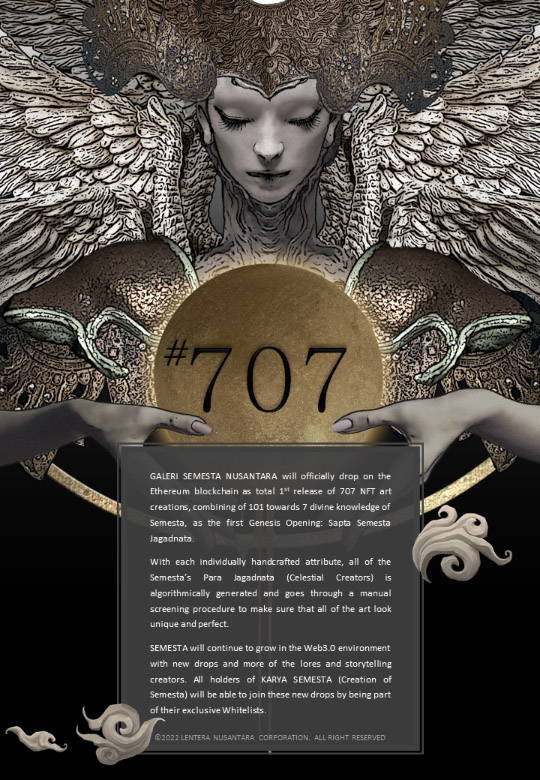 #707
GALERI SEMESTA NUSANTARA will officially drop on the
Ethereum blockchain as total 1st release of 707 NFT art
creations, combining of 101 towards 7 divine knowledge of
Semesta, as the first Genesis Opening: Sapta Semesta
Jagadnata.
With each individually handcrafted attribute, all of the
Semesta's Para Jagadnata (Celestial Creators) is
algorithmically generated and goes through a manual
screening procedure to make sure that all of the art look
unique and perfect.
SEMESTA will continue to grow in the Web3.0 environment
with new drops and more of the lores and storytelling
creators. All holders of KARYA SEMESTA (Creation of
Semesta) will be able to join these new drops by being part
of their exclusive Whitelists.
©2022 LENTERA NUSANTARA CORPORATION. ALL RIGHT RESERVED